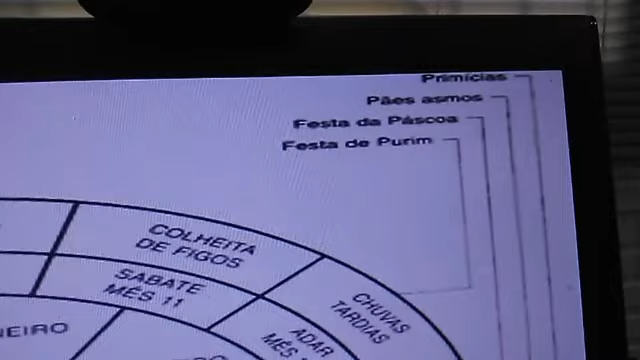 Primícias
Pães asmos
Festa da Páscoa
Festa de Purim
COLHEITA
DE FIGOS
SABATE
MÊS 11
CHUVAS
TARDIAS
ADAR
MÊS